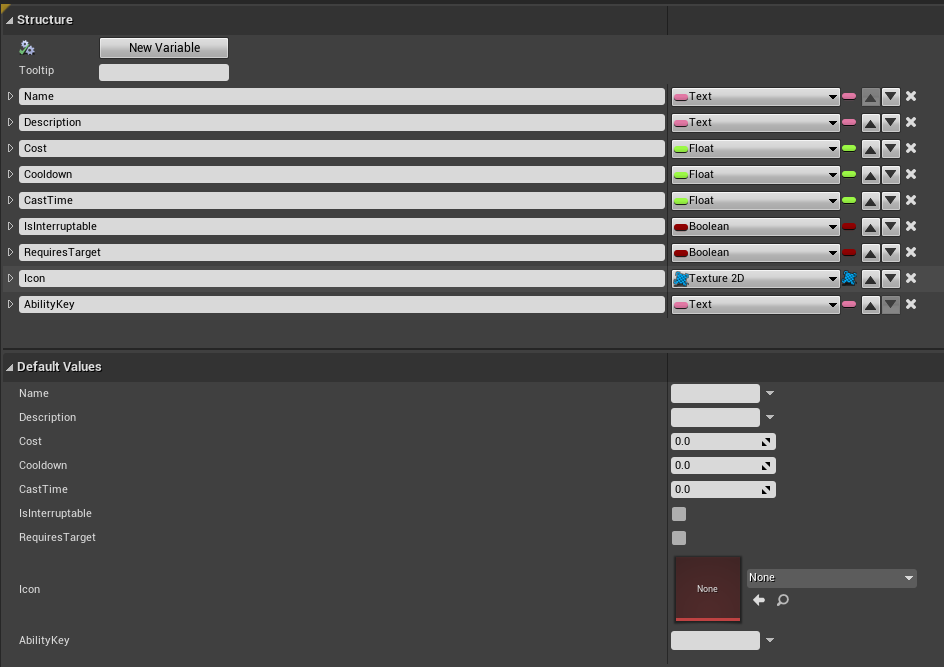 Structure
New Variable
Tooltip
Name Text
Description Text
Cost Float
Cooldown Float
CastTime Float
IsInterruptable Boolean
RequiresTarget Boolean
Icon Texture 2D
AbilityKey Text
Default Values
Name
Description
Cost 0.0
Cooldown 0.0
CastTime 0.0
IsInterruptable
RequiresTarget
Icon None None
AbilityKey